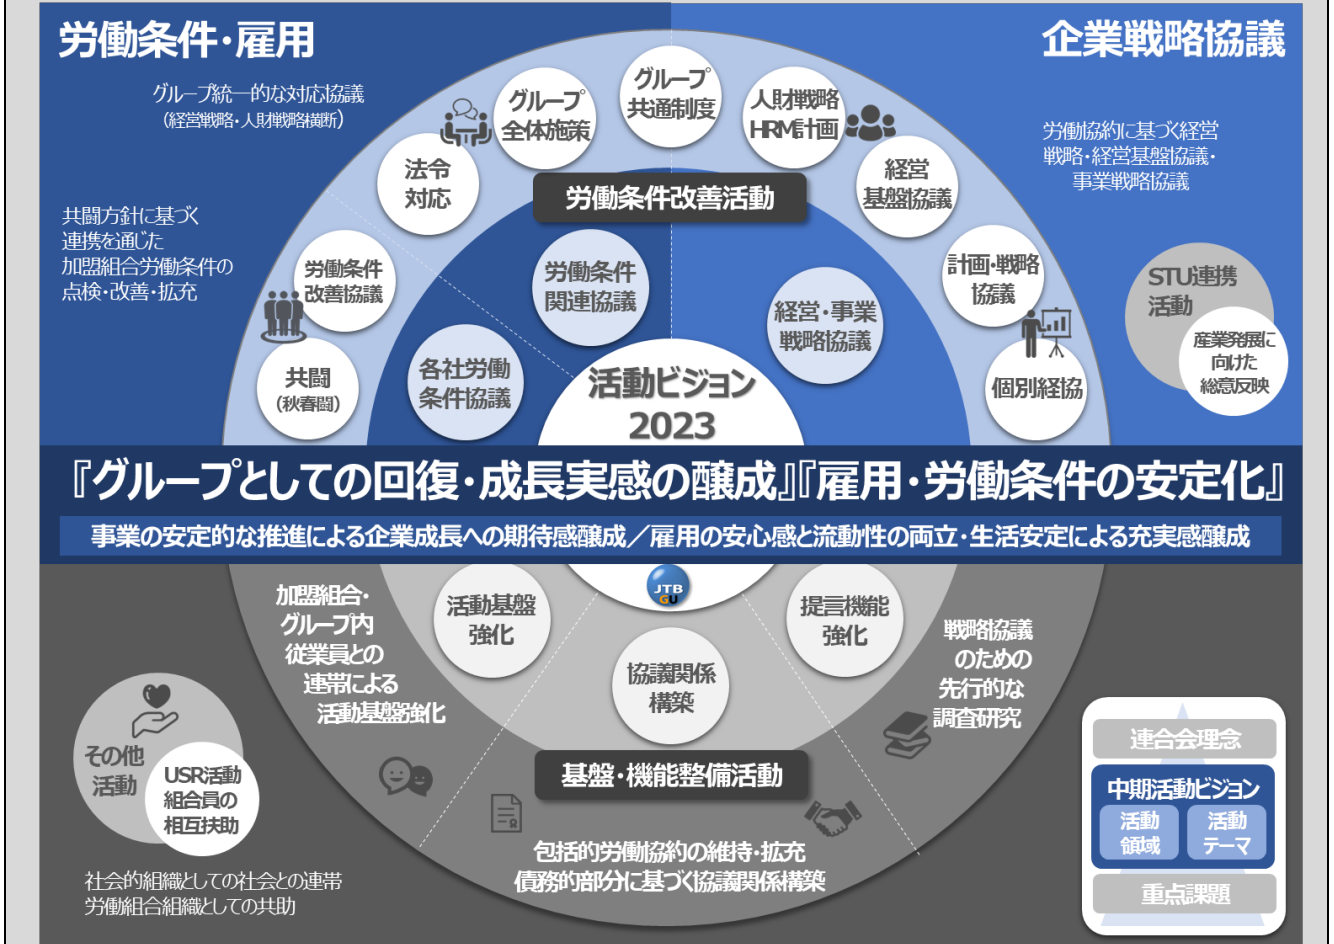 労働条件・雇用
企業戦略協議
グループ統一的な対応協議
(経営戦略・人財戦略横断)
共闘方針に基づく
連携を通じた
加盟組合労働条件の
点検・改善・拡充
労働協約に基づく経営
戦略・経営基盤協議・
事業戦略協議
共闘
(秋春闘)
労働条件
改善協議
法令
対応
グループ
全体施策
グループ
共通制度
人財戦略
HRM計画
経営
基盤協議
計画・戦略
協議
個別経協
STU連携
活動
産業発展に
向けた
総意反映
労働条件改善活動
各社労働
条件協議
労働条件
関連協議
経営・事業
戦略協議
活動ビジョン
2023
『グループとしての回復・成長実感の醸成』『雇用・労働条件の安定化』
事業の安定的な推進による企業成長への期待感醸成／雇用の安心感と流動性の両立・生活安定による充実感醸成
JTB
GU
活動基盤
強化
協議関係
構築
提言機能
強化
加盟組合・
グループ内
従業員との
連帯による
活動基盤強化
戦略協議
のための
先行的な
調査研究
基盤・機能整備活動
包括的労働協約の維持・拡充
債務的部分に基づく協議関係構築
その他
活動
USR活動
組合員の
相互扶助
社会的組織としての社会との連帯
労働組合組織としての共助
連合会理念
中期活動ビジョン
活動
領域
活動
テーマ
重点課題